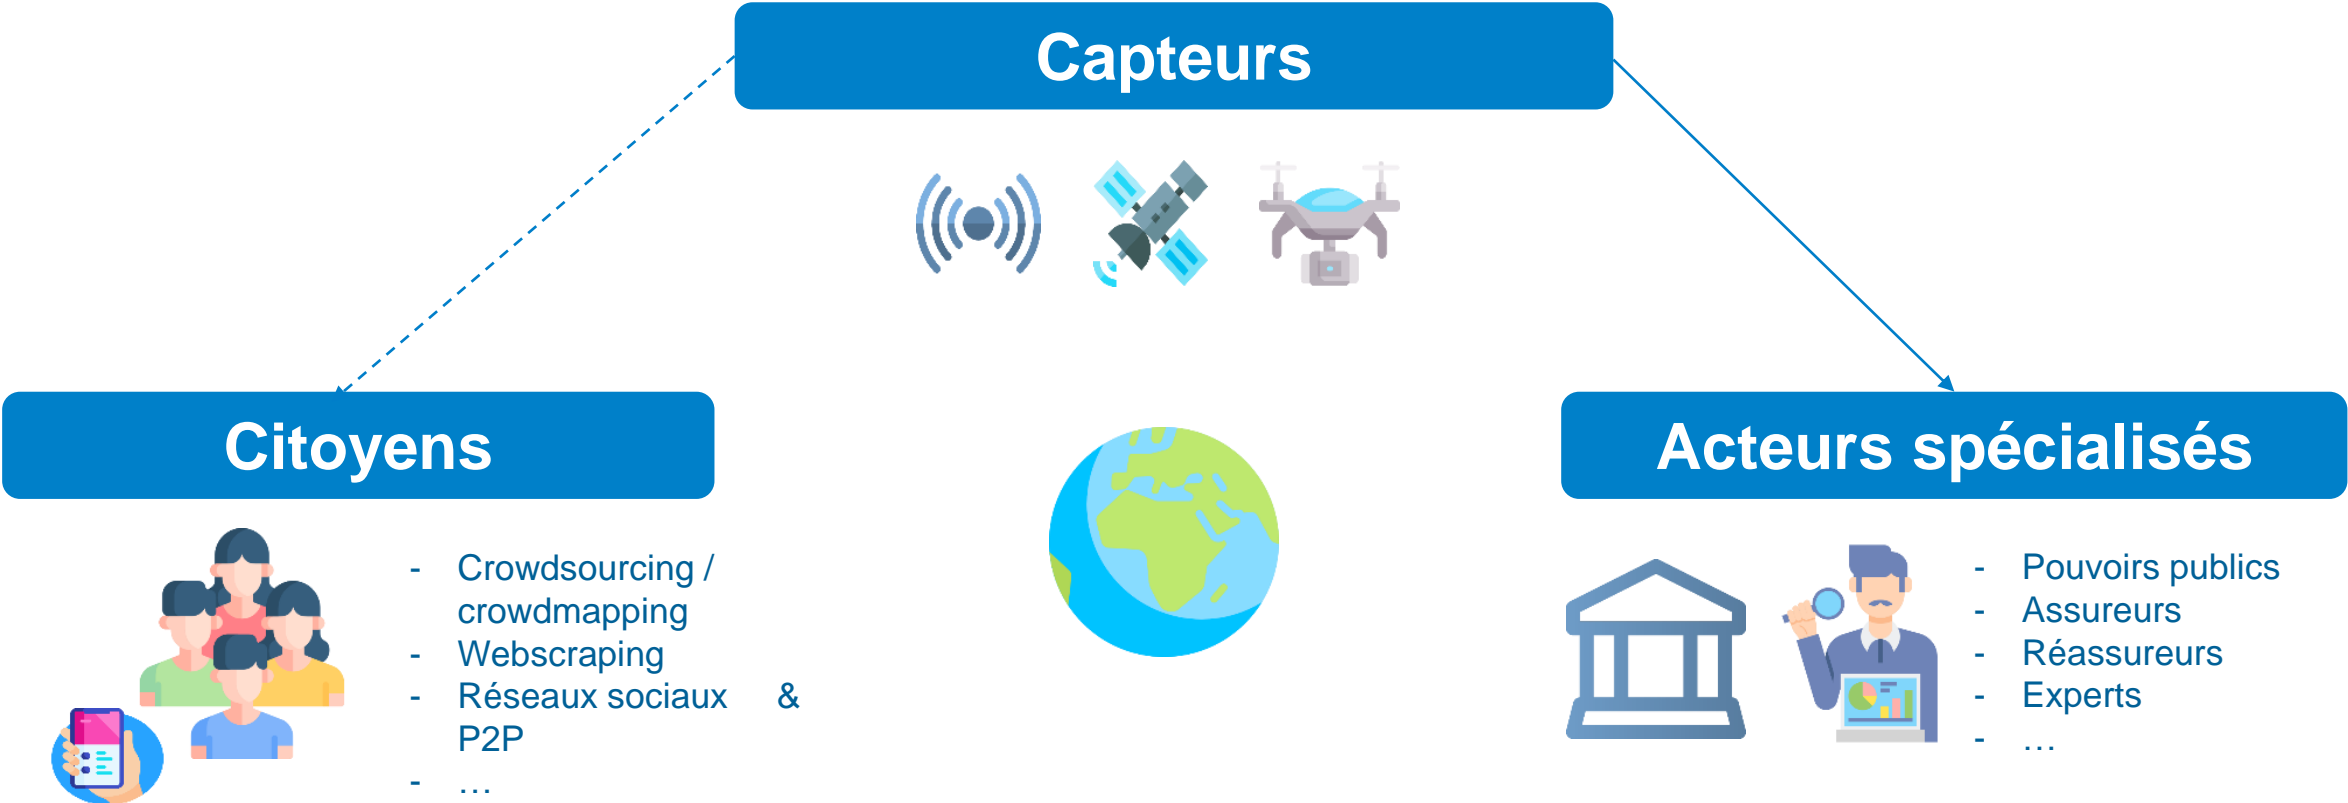 Capteurs
Citoyens
- Crowdsourcing /
crowdmapping
- Webscraping
- Réseaux sociaux &
P2P
- …
Acteurs spécialisés
- Pouvoirs publics
- Assureurs
- Réassureurs
- Experts
- …